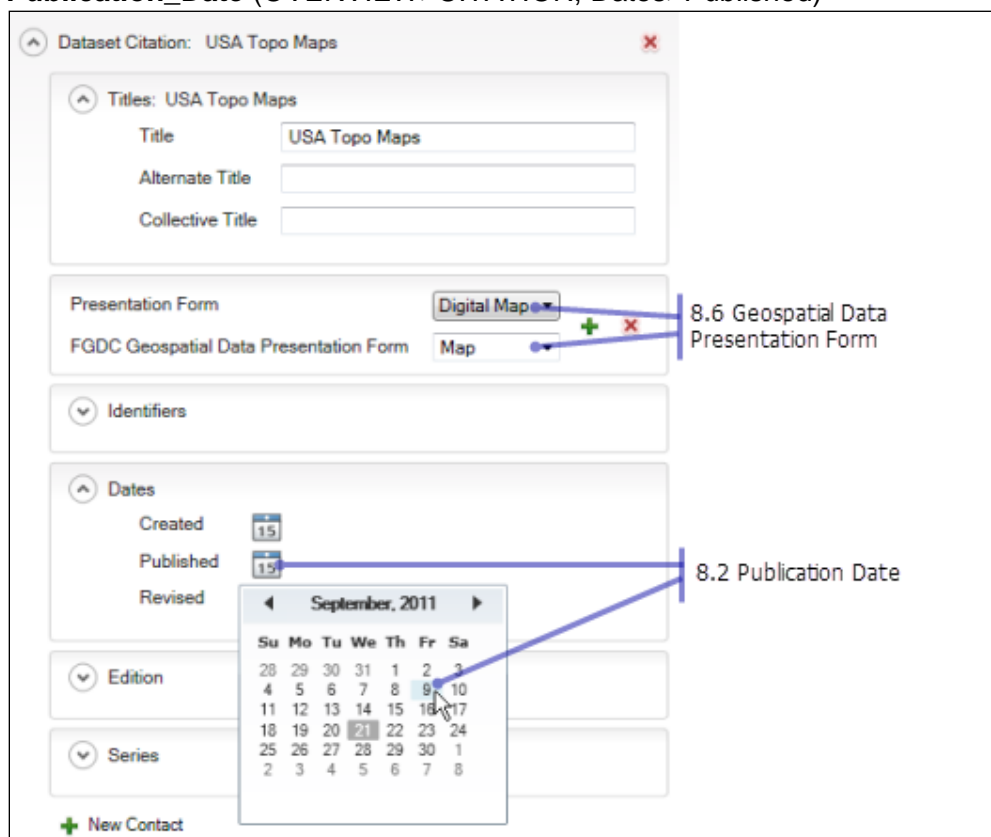 Dataset Citation: USA Topo Maps
Titles: USA Topo Maps
Title USA Topo Maps
Alternate Title
Collective Title
Presentation Form Digital Map
8.6 Geospatial Data
Presentation Form
FGDC Geospatial Data Presentation Form Map
Identifiers
Dates
Created 15
Published 15
8.2 Publication Date
Revised
September, 2011
Su Mo Tu We Th Fr Sa
28 29 30 31 1 2 3
4 5 6 7 8 9 10
11 12 13 14 15 16 17
18 19 20 21 22 23 24
25 26 27 28 29 30 1
2 3 4 5 6 7 8
Edition
Series
New Contact